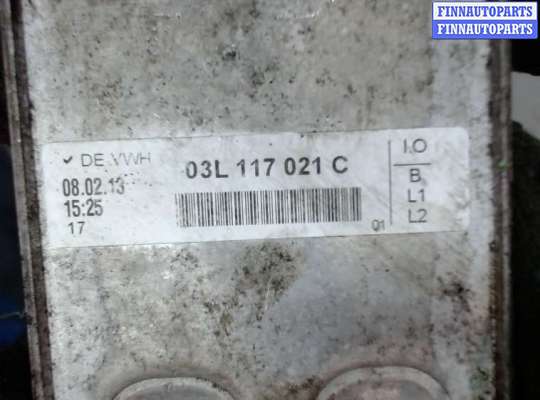 FINNAUTOPARTS
FINNAUTOPARTS
DE VWH
08.02.13
15:25
17
03L 117 021 C
01
I.O
B
L1
L2